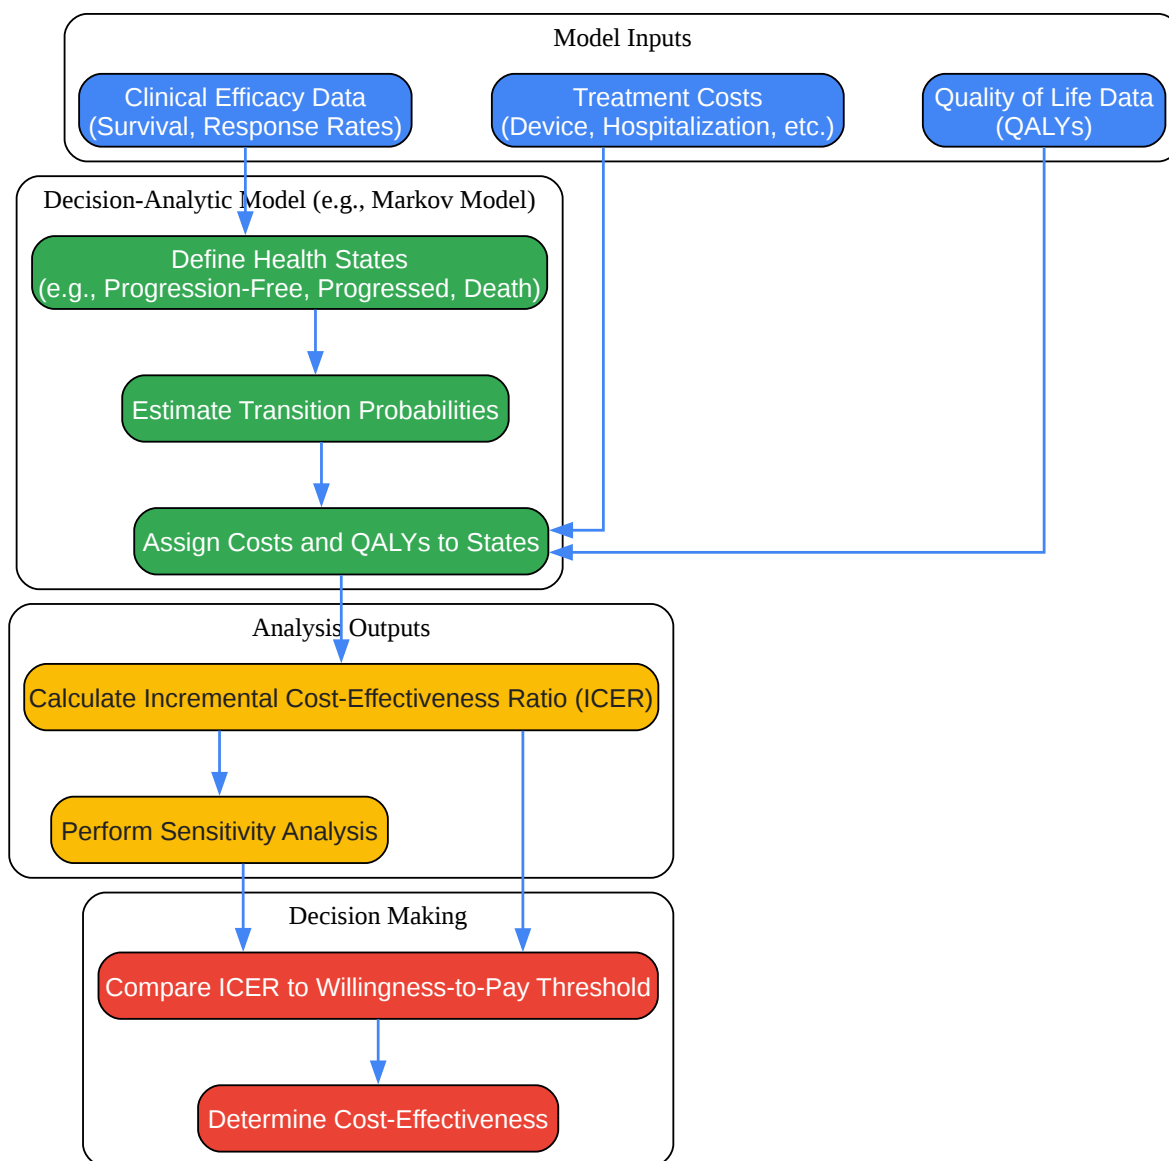 Model Inputs
Clinical Efficacy Data
(Survival, Response Rates)
Treatment Costs
(Device, Hospitalization, etc.)
Quality of Life Data
(QALYs)
Decision-Analytic Model (e.g., Markov Model)
Define Health States
(e.g., Progression-Free, Progressed, Death)
Estimate Transition Probabilities
Assign Costs and QALYs to States
Analysis Outputs
Calculate Incremental Cost-Effectiveness Ratio (ICER)
Perform Sensitivity Analysis
Decision Making
Compare ICER to Willingness-to-Pay Threshold
Determine Cost-Effectiveness